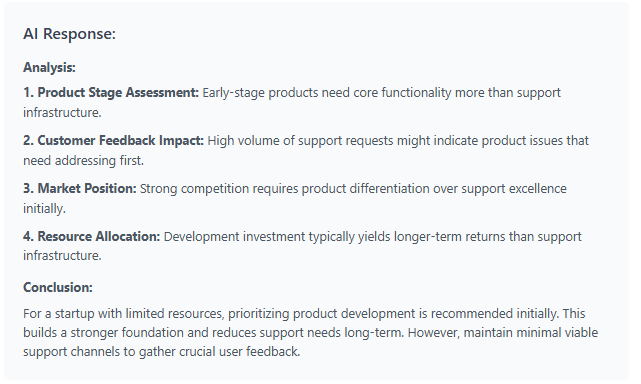 AI Response:
Analysis:
1. Product Stage Assessment: Early-stage products need core functionality more than support
infrastructure.
2. Customer Feedback Impact: High volume of support requests might indicate product issues that
need addressing first.
3. Market Position: Strong competition requires product differentiation over support excellence
initially.
4. Resource Allocation: Development investment typically yields longer-term returns than support
infrastructure.
Conclusion:
For a startup with limited resources, prioritizing product development is recommended initially. This
builds a stronger foundation and reduces support needs long-term. However, maintain minimal viable
support channels to gather crucial user feedback.